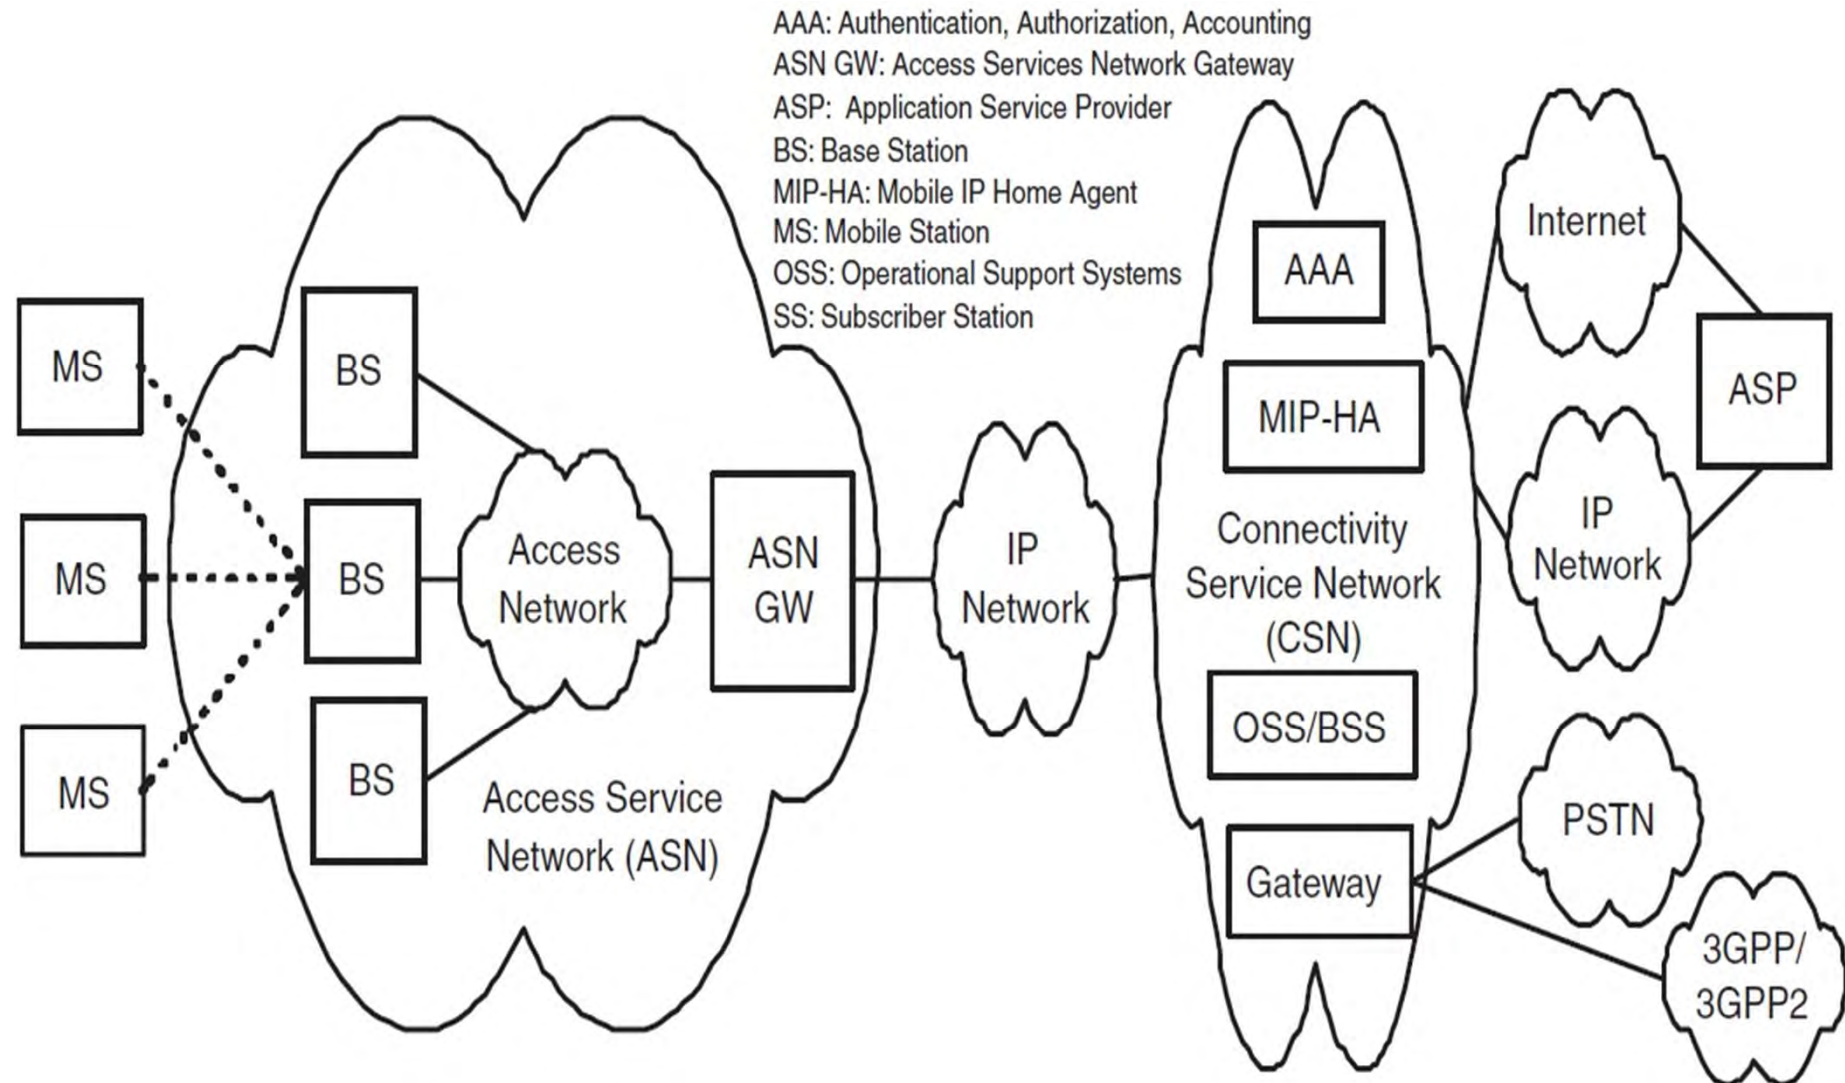 AAA: Authentication, Authorization, Accounting
ASN GW: Access Services Network Gateway
ASP: Application Service Provider
BS: Base Station
MIP-HA: Mobile IP Home Agent
MS: Mobile Station
OSS: Operational Support Systems
SS: Subscriber Station
MS
MS
MS
BS
BS
BS
Access
Network
ASN
GW
Access Service
Network (ASN)
IP
Network
AAA
MIP-HA
Connectivity
Service Network
(CSN)
OSS/BSS
Gateway
Internet
ASP
IP
Network
PSTN
3GPP/
3GPP2